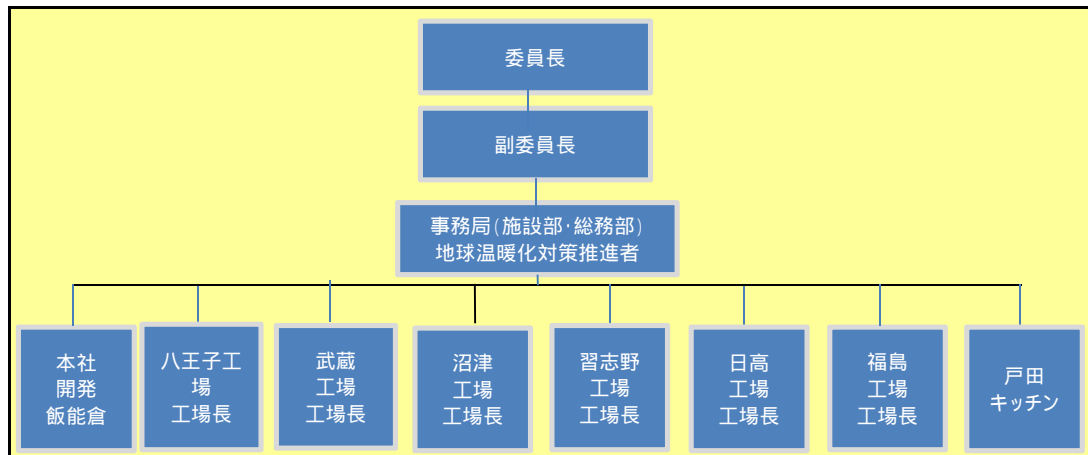 委員長
副委員長
事務局(施設部・総務部)
地球温暖化対策推進者
本社
開発
飯能倉
八王子工
場
工場長
武蔵
工場
工場長
沼津
工場
工場長
習志野
工場
工場長
日高
工場
工場長
福島
工場
工場長
戸田
キッチン